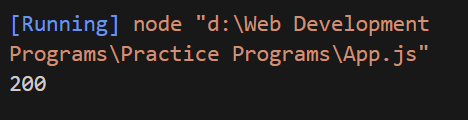 [Running] node "d:\Web Development
Programs\Practice Programs\App.js"
200